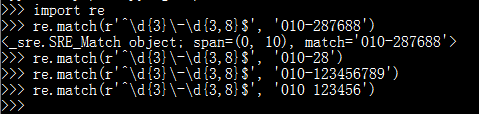 >>> import re
>>> re.match(r'^\d{3}\-\d{3,8}$', '010-287688')
<_sre.SRE_Match object; span=(0, 10), match='010-287688'>
>>> re.match(r'^\d{3}\-\d{3,8}$', '010-28')
>>> re.match(r'^\d{3}\-\d{3,8}$', '010-123456789')
>>> re.match(r'^\d{3}\-\d{3,8}$', '010 123456')
>>>